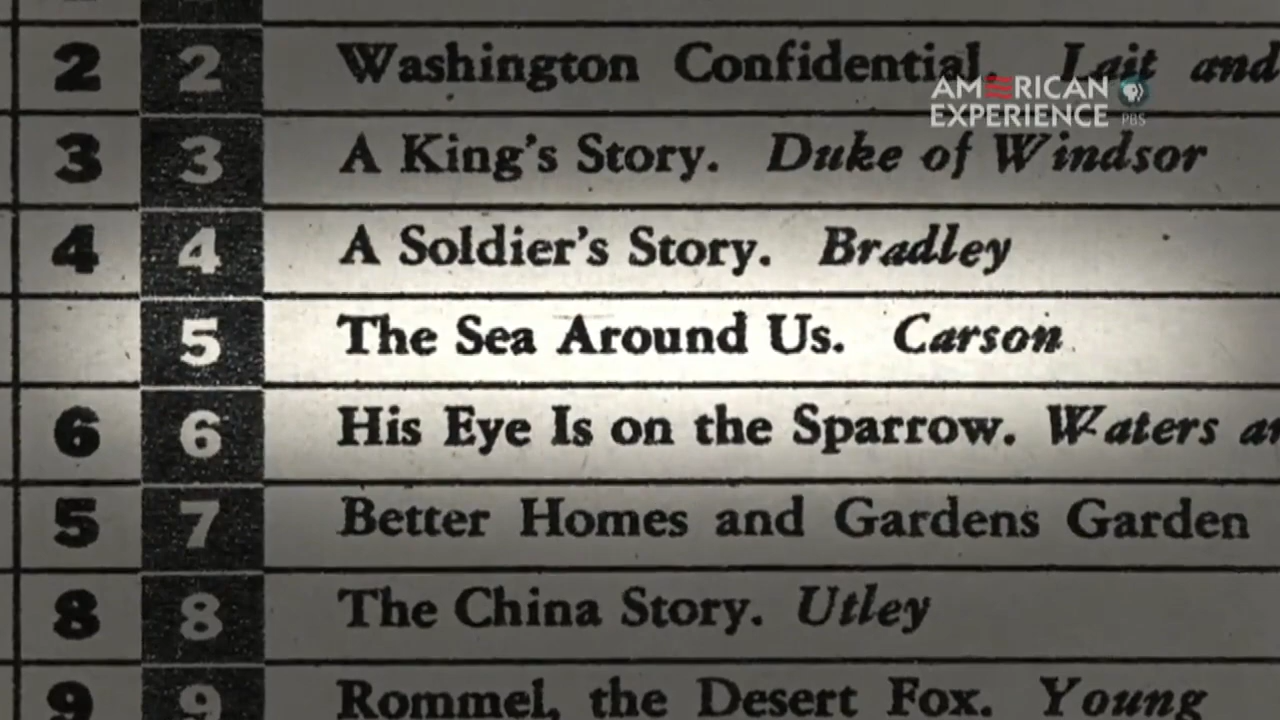 2 2 Washington Confidential. Lait and
AMERICAN
EXPERIENCE PBS
3 3 A King's Story. Duke of Windsor
4 4 A Soldier's Story. Bradley
5 The Sea Around Us. Carson
6 6 His Eye Is on the Sparrow. Waters
5 7 Better Homes and Gardens Garden
8 8 The China Story. Utley
9 9 Rommel, the Desert Fox. Young